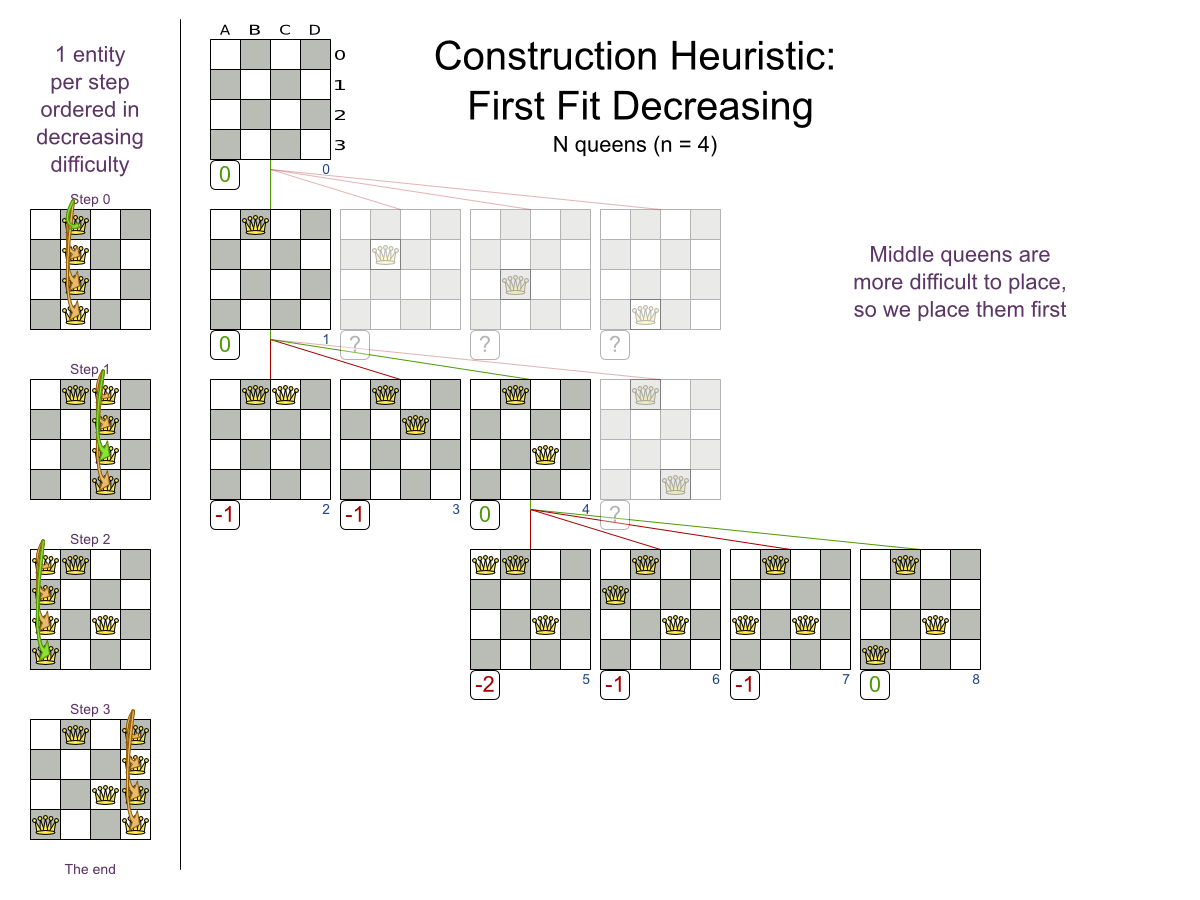 A B C D
0
1
2
3
Construction Heuristic:
First Fit Decreasing
N queens (n = 4)
1 entity
per step
ordered in
decreasing
difficulty
0
0
Step 0
Middle queens are
more difficult to place,
so we place them first
0
1
?
?
?
Step 1
-1
2
-1
3
0
4
?
Step 2
-2
5
-1
6
-1
7
0
8
Step 3
The end